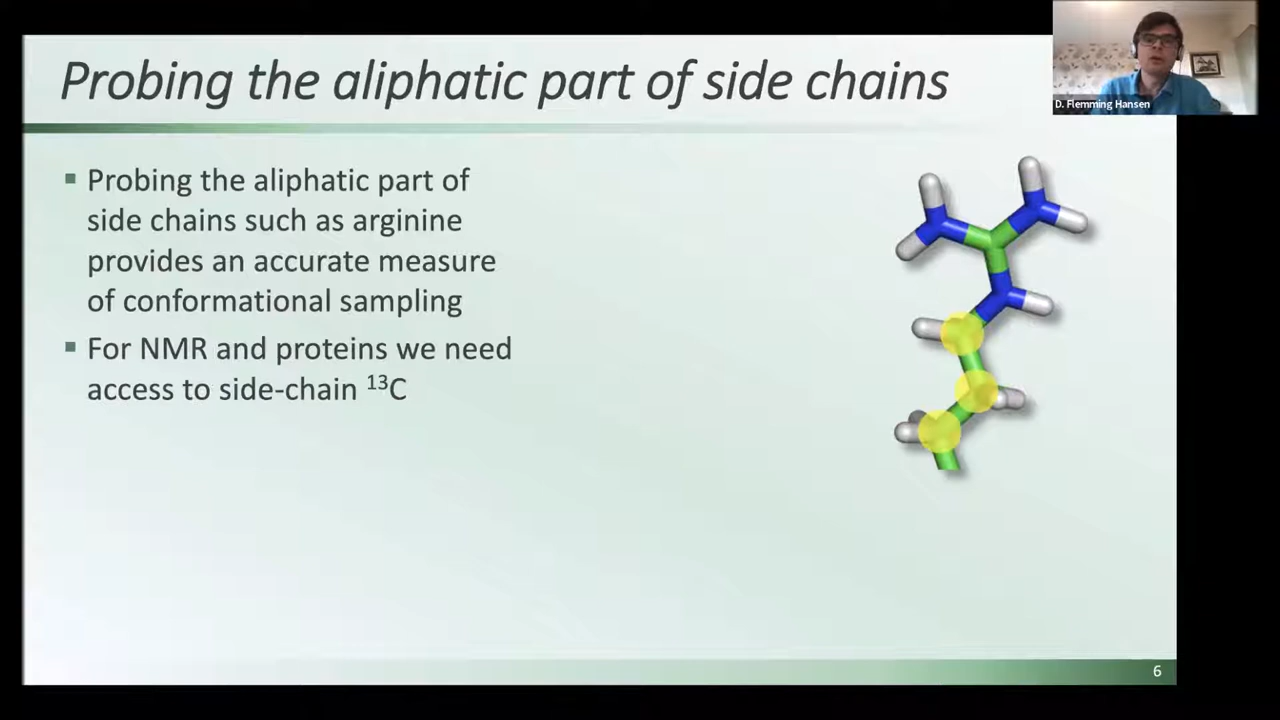 Probing the aliphatic part of side chains
D. Flemming Hansen
▪ Probing the aliphatic part of
side chains such as arginine
provides an accurate measure
of conformational sampling
▪ For NMR and proteins we need
access to side-chain ¹³C
6